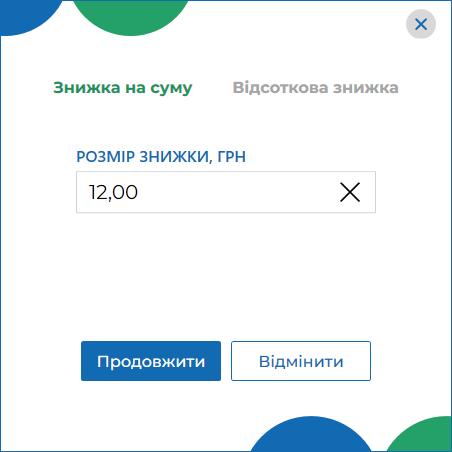 Знижка на суму Відсоткова знижка
РОЗМІР ЗНИЖКИ, ГРН
12,00
Продовжити Відмінити